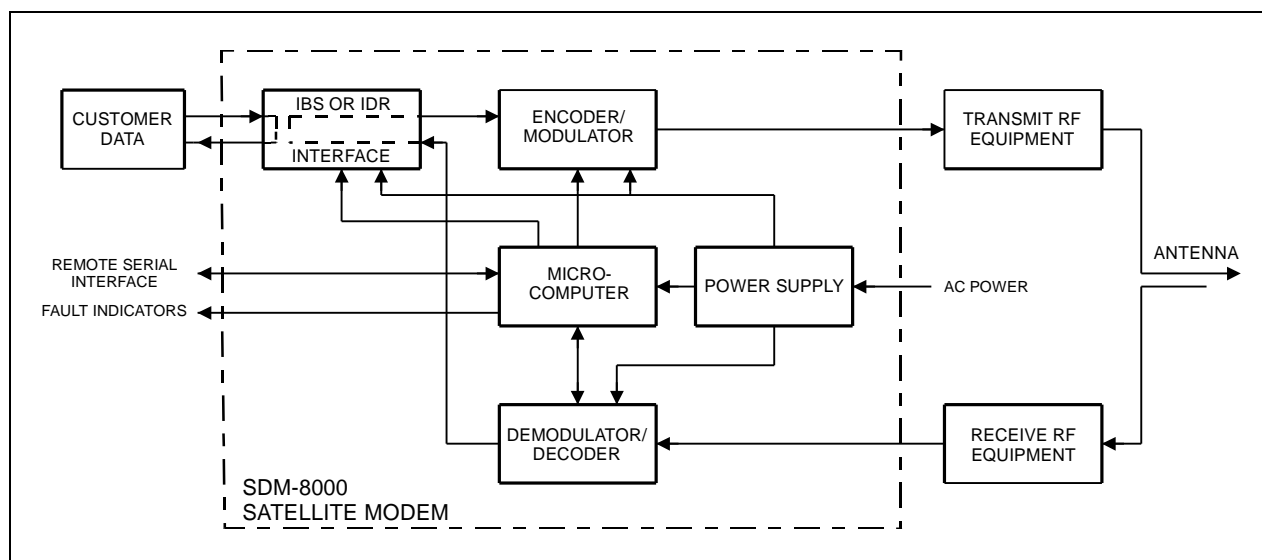 CUSTOMER
DATA
IBS OR IDR
INTERFACE
ENCODER/
MODULATOR
TRANSMIT RF
EQUIPMENT
REMOTE SERIAL
INTERFACE
FAULT INDICATORS
MICRO-
COMPUTER
POWER SUPPLY
AC POWER
ANTENNA
DEMODULATOR/
DECODER
RECEIVE RF
EQUIPMENT
SDM-8000
SATELLITE MODEM